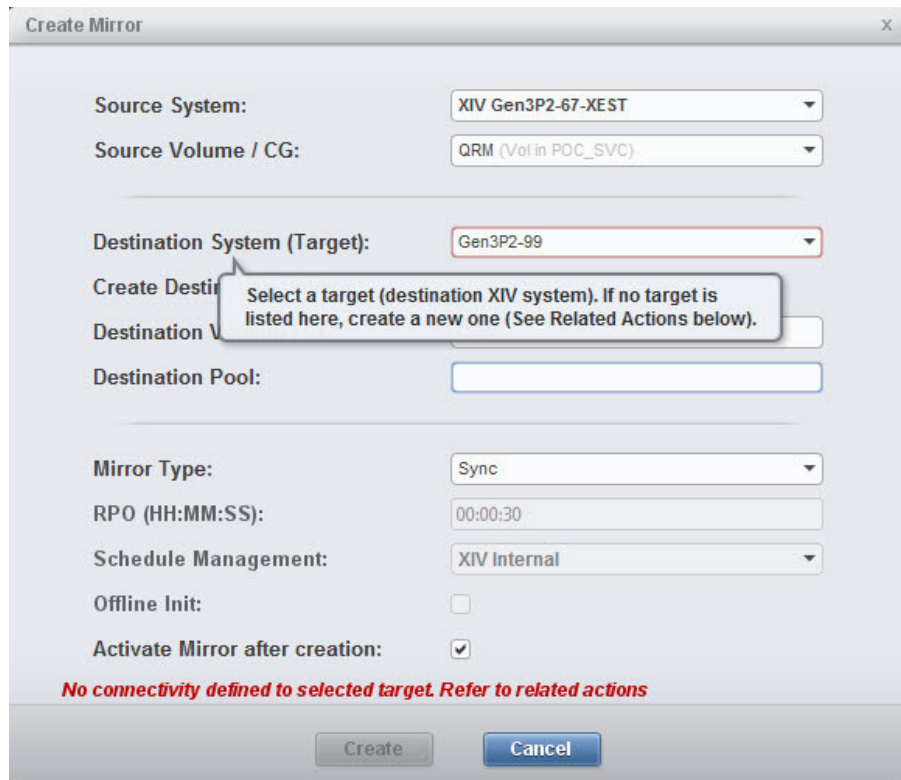 Create Mirror x
Source System: XIV Gen3P2-67-XEST
Source Volume / CG: QRM (Vol in POC_SVC)
Destination System (Target): Gen3P2-99
Create Destin
Select a target (destination XIV system). If no target is
listed here, create a new one (See Related Actions below).
Destination V
Destination Pool:
Mirror Type: Sync
RPO (HH:MM:SS): 00:00:30
Schedule Management: XIV Internal
Offline Init:
Activate Mirror after creation:
No connectivity defined to selected target. Refer to related actions
Create Cancel